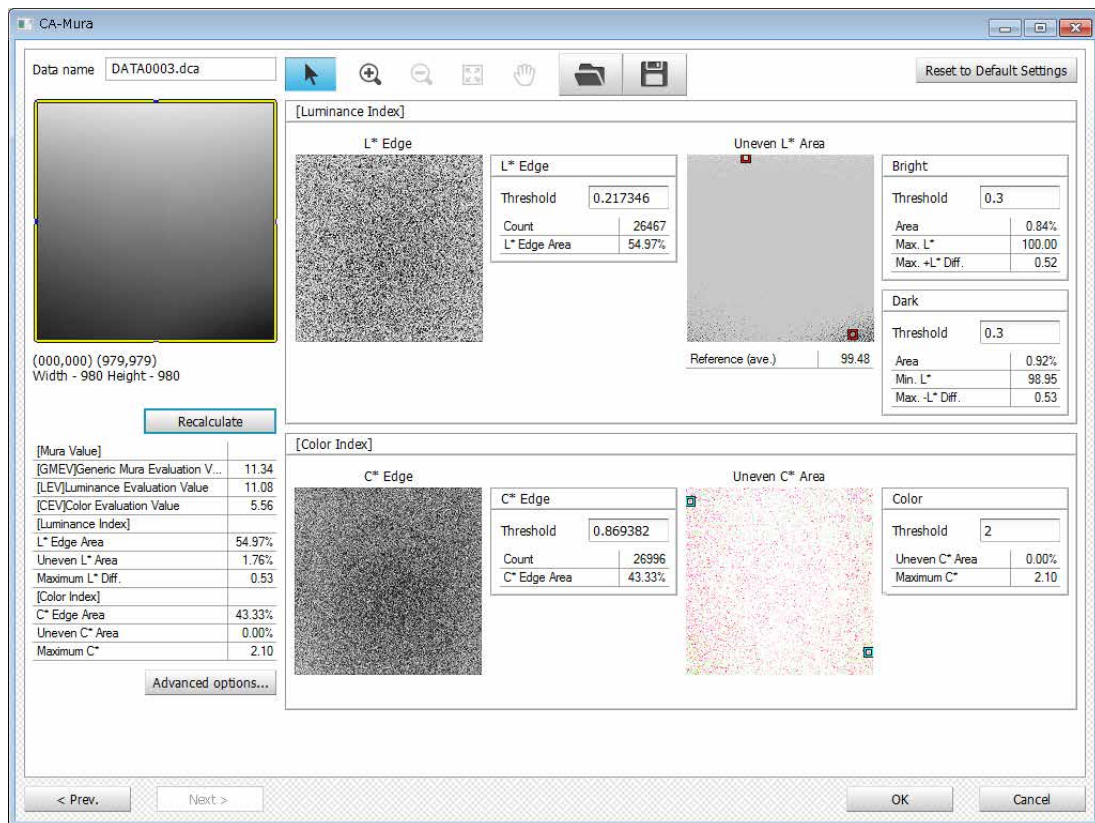 CA-Mura
Data name DATA0003.dca
Reset to Default Settings
(000,000) (979,979)
Width - 980 Height - 980
Recalculate
[Mura Value]
[GMEV]Generic Mura Evaluation V... 11.34
[LEV]Luminance Evaluation Value 11.08
[CEV]Color Evaluation Value 5.56
[Luminance Index]
L* Edge Area 54.97%
Uneven L* Area 1.76%
Maximum L* Diff. 0.53
[Color Index]
C* Edge Area 43.33%
Uneven C* Area 0.00%
Maximum C* 2.10
Advanced options...
[Luminance Index]
L* Edge
L* Edge
Threshold 0.217346
Count 26467
L* Edge Area 54.97%
Uneven L* Area
Reference (ave.) 99.48
Bright
Threshold 0.3
Area 0.84%
Max. L* 100.00
Max. +L* Diff. 0.52
Dark
Threshold 0.3
Area 0.92%
Min. L* 98.95
Max. -L* Diff. 0.53
[Color Index]
C* Edge
C* Edge
Threshold 0.869382
Count 26996
C* Edge Area 43.33%
Uneven C* Area
Color
Threshold 2
Uneven C* Area 0.00%
Maximum C* 2.10
< Prev. Next > OK Cancel